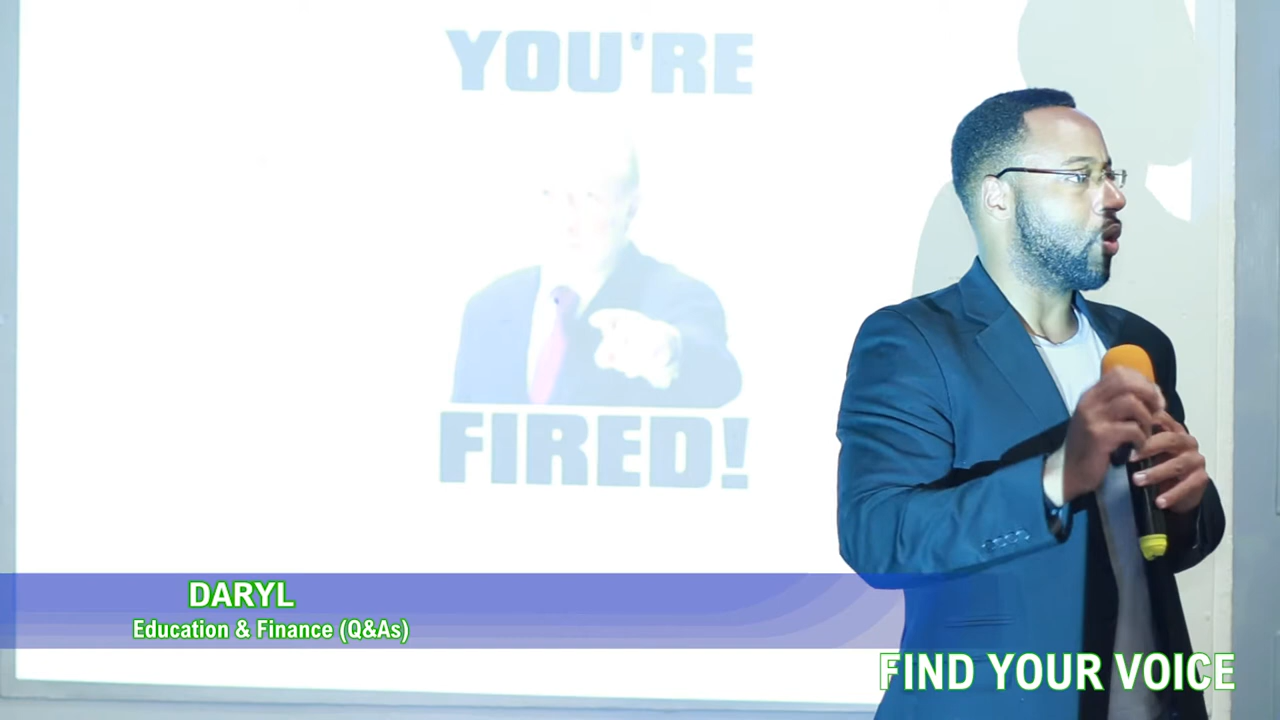 YOU'RE
FIRED!
DARYL
Education & Finance (Q&As)
FIND YOUR VOICE